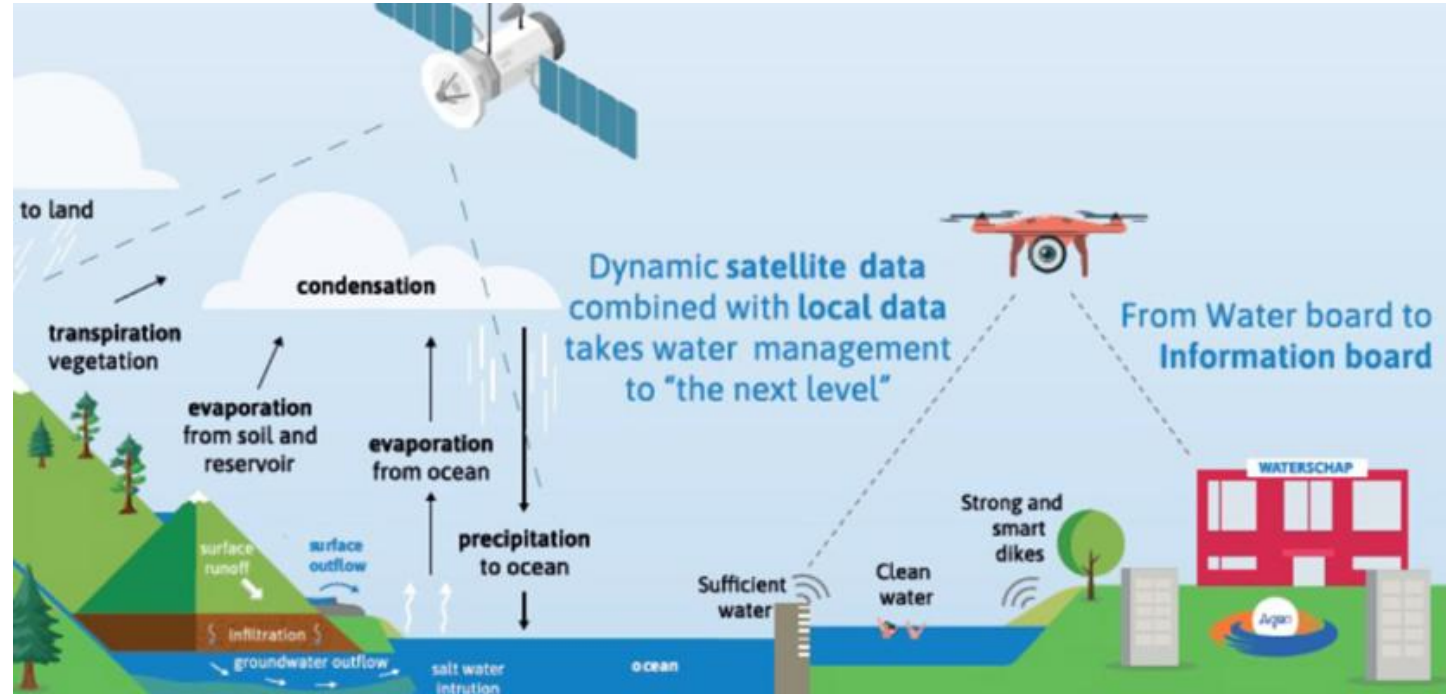 to land
transpiration
vegetation
condensation
evaporation
from soil and
reservoir
evaporation
from ocean
precipitation
to ocean
surface
runoff
surface
outflow
infiltration
groundwater outflow
salt water
intrution
ocean
Dynamic satellite data
combined with local data
takes water management
to "the next level"
From Water board to
Information board
Sufficient
water
Clean
water
Strong and
smart
dikes
WATERSCHAP
Aqua